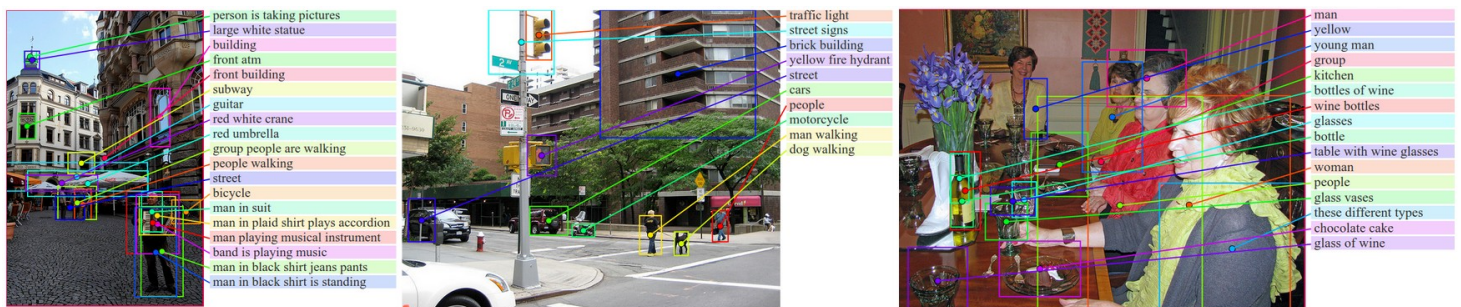 person is taking pictures
large white statue
building
front atm
front building
subway
guitar
red white crane
red umbrella
group people are walking
people walking
street
bicycle
man in suit
man in plaid shirt plays accordion
man playing musical instrument
band is playing music
man in black shirt jeans pants
man in black shirt is standing
2 AV
ONE WAY
traffic light
street signs
brick building
yellow fire hydrant
street
cars
people
motorcycle
man walking
dog walking
man
yellow
young man
group
kitchen
bottles of wine
wine bottles
glasses
bottle
table with wine glasses
woman
people
glass vases
these different types
chocolate cake
glass of wine